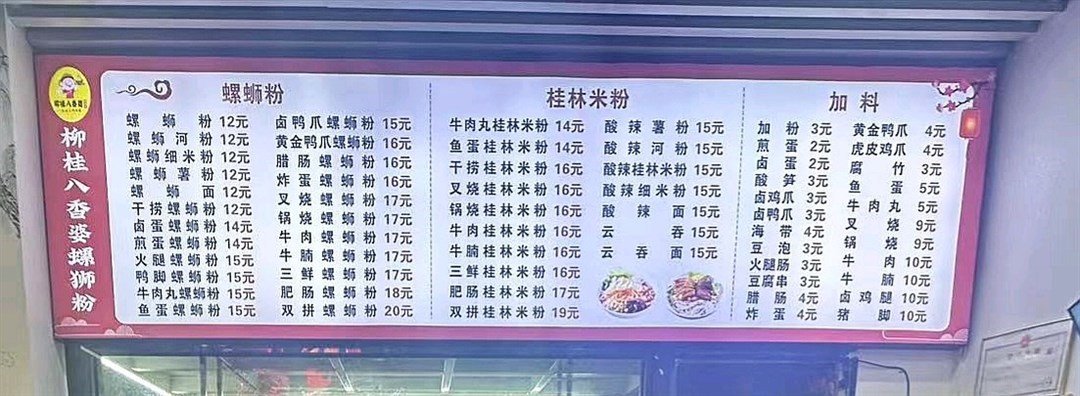 柳桂八香婆螺狮粉
螺蛳粉
螺蛳粉 12元
螺蛳河粉 12元
螺蛳细米粉 12元
螺蛳薯粉 12元
螺蛳面 12元
干捞螺蛳粉 12元
卤蛋螺蛳粉 14元
煎蛋螺蛳粉 14元
火腿螺蛳粉 15元
鸭脚螺蛳粉 15元
牛肉丸螺蛳粉 15元
鱼蛋螺蛳粉 15元
卤鸭爪螺蛳粉 15元
黄金鸭爪螺蛳粉 16元
腊肠螺蛳粉 16元
炸蛋螺蛳粉 16元
叉烧螺蛳粉 17元
锅烧螺蛳粉 17元
牛肉螺蛳粉 17元
牛腩螺蛳粉 17元
三鲜螺蛳粉 17元
肥肠螺蛳粉 18元
双拼螺蛳粉 20元
桂林米粉
牛肉丸桂林米粉 14元
鱼蛋桂林米粉 14元
干捞桂林米粉 16元
叉烧桂林米粉 16元
锅烧桂林米粉 16元
牛肉桂林米粉 16元
牛腩桂林米粉 16元
三鲜桂林米粉 16元
肥肠桂林米粉 17元
双拼桂林米粉 19元
酸辣薯粉 15元
酸辣河粉 15元
酸辣桂林米粉 15元
酸辣细米粉 15元
酸辣面 15元
云吞 15元
云吞面 15元
加料
加粉 3元
煎蛋 2元
卤蛋 2元
酸笋 3元
卤鸡爪 3元
卤鸭爪 3元
海带 4元
豆泡 3元
火腿肠 3元
豆腐串 3元
腊肠 4元
炸蛋 4元
黄金鸭爪 4元
虎皮鸡爪 4元
腐竹 3元
鱼蛋 5元
牛肉丸 5元
叉烧 9元
锅烧 9元
牛肉 10元
牛腩 10元
卤鸡腿 10元
猪脚 10元